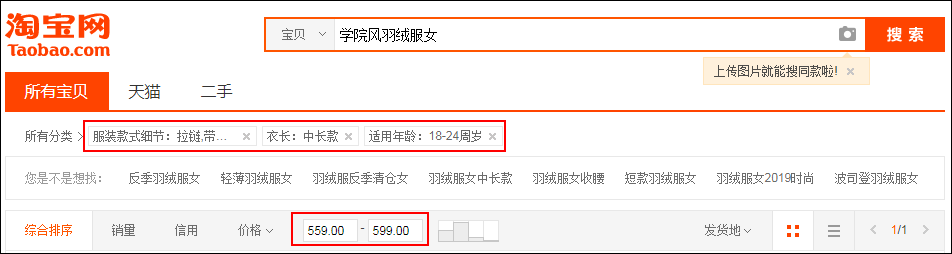 淘宝网
Taobao.com
宝贝 学院风羽绒服女 搜索
上传图片就能搜同款啦! ×
所有宝贝 天猫 二手
所有分类 > 服装款式细节: 拉链,带... × 衣长: 中长款 × 适用年龄: 18-24周岁 ×
您是不是想找: 反季羽绒服女 轻薄羽绒服女 羽绒服反季清仓女 羽绒服女中长款 羽绒服女收腰 短款羽绒服女 羽绒服女2019时尚 波司登羽绒服女
综合排序 销量 信用 价格 559.00 - 599.00 发货地 < 1/1 >